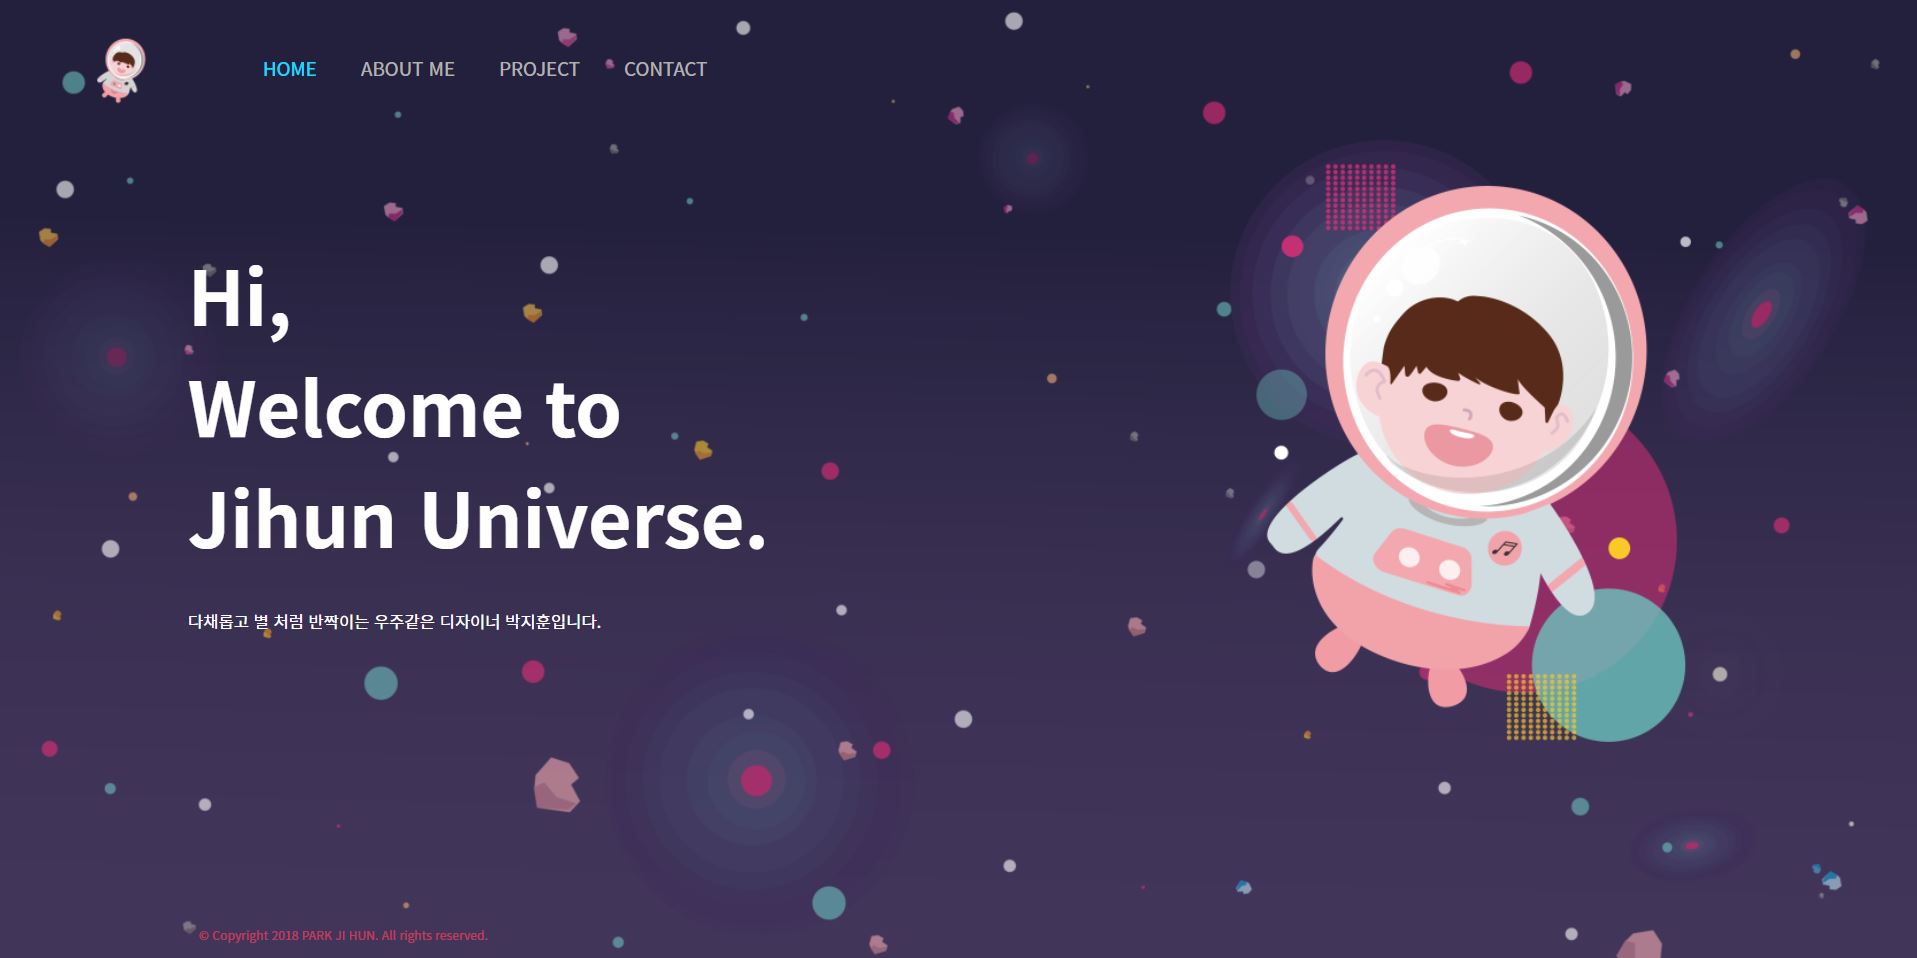 HOME ABOUT ME PROJECT CONTACT
Hi,
Welcome to
Jihun Universe.
다채롭고 별 처럼 반짝이는 우주같은 디자이너 박지훈입니다.
© Copyright 2018 PARK JI HUN. All rights reserved.